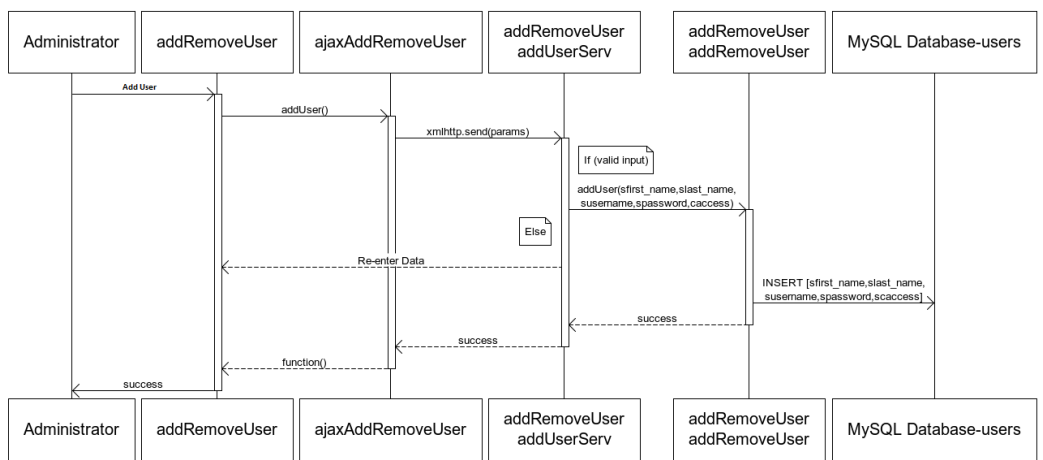 Administrator
addRemoveUser
ajaxAddRemoveUser
addRemoveUser
addUserServ
addRemoveUser
addRemoveUser
MySQL Database-users
Add User
addUser()
xmlhttp.send(params)
If (valid input)
addUser(sfirst_name,slast_name,
susername,spassword,caccess)
Else
Re-enter Data
INSERT [sfirst_name,slast_name,
susername,spassword,scaccess]
success
success
function()
success
Administrator
addRemoveUser
ajaxAddRemoveUser
addRemoveUser
addUserServ
addRemoveUser
addRemoveUser
MySQL Database-users